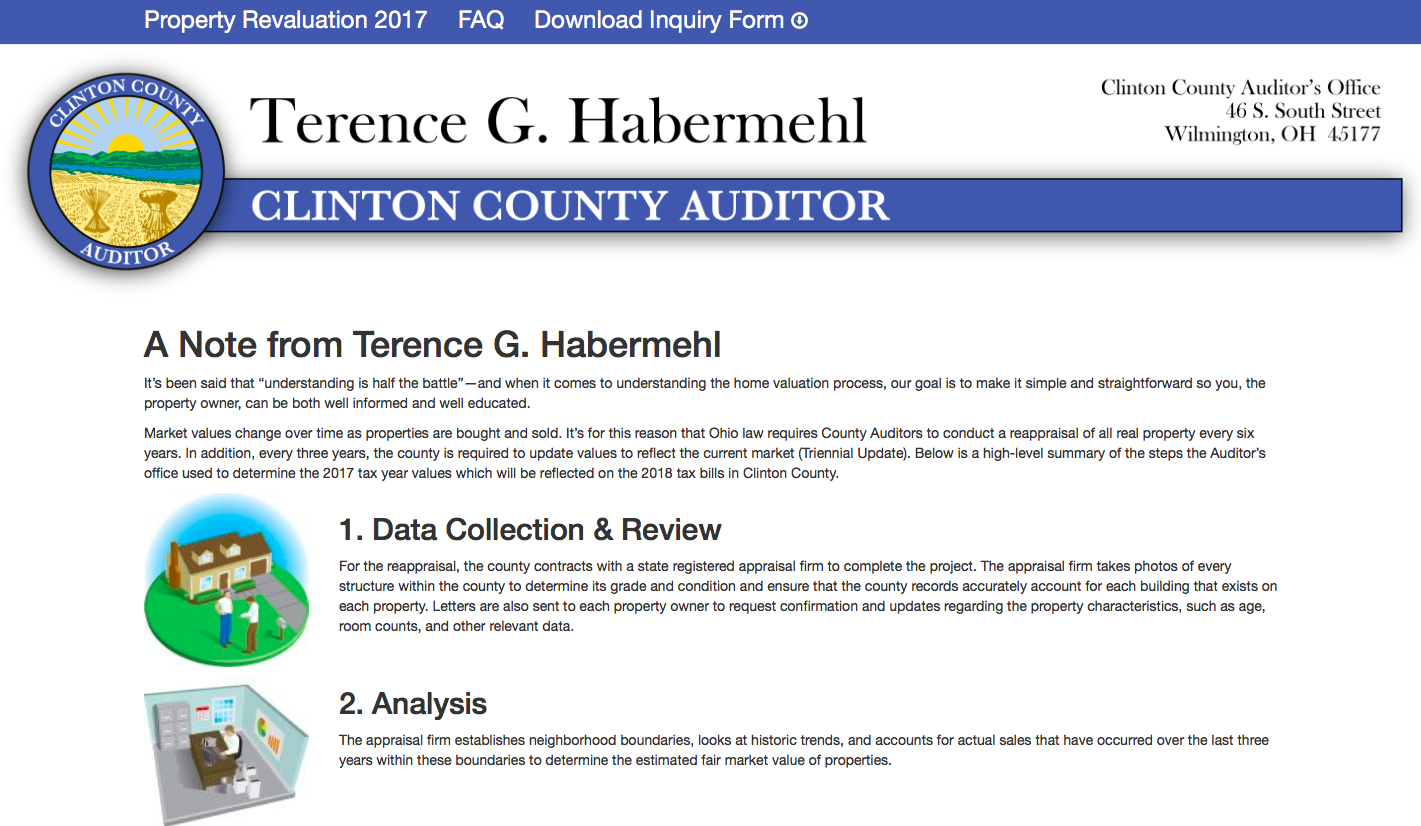 Property Revaluation 2017 FAQ Download Inquiry Form
CLINTON COUNTY
AUDITOR
Terence G. Habermehl
CLINTON COUNTY AUDITOR
Clinton County Auditor's Office
46 S. South Street
Wilmington, OH 45177
A Note from Terence G. Habermehl
It's been said that “understanding is half the battle”—and when it comes to understanding the home valuation process, our goal is to make it simple and straightforward so you, the
property owner, can be both well informed and well educated.
Market values change over time as properties are bought and sold. It's for this reason that Ohio law requires County Auditors to conduct a reappraisal of all real property every six
years. In addition, every three years, the county is required to update values to reflect the current market (Triennial Update). Below is a high-level summary of the steps the Auditor's
office used to determine the 2017 tax year values which will be reflected on the 2018 tax bills in Clinton County.
1. Data Collection & Review
For the reappraisal, the county contracts with a state registered appraisal firm to complete the project. The appraisal firm takes photos of every
structure within the county to determine its grade and condition and ensure that the county records accurately account for each building that exists on
each property. Letters are also sent to each property owner to request confirmation and updates regarding the property characteristics, such as age,
room counts, and other relevant data.
2. Analysis
The appraisal firm establishes neighborhood boundaries, looks at historic trends, and accounts for actual sales that have occurred over the last three
years within these boundaries to determine the estimated fair market value of properties.